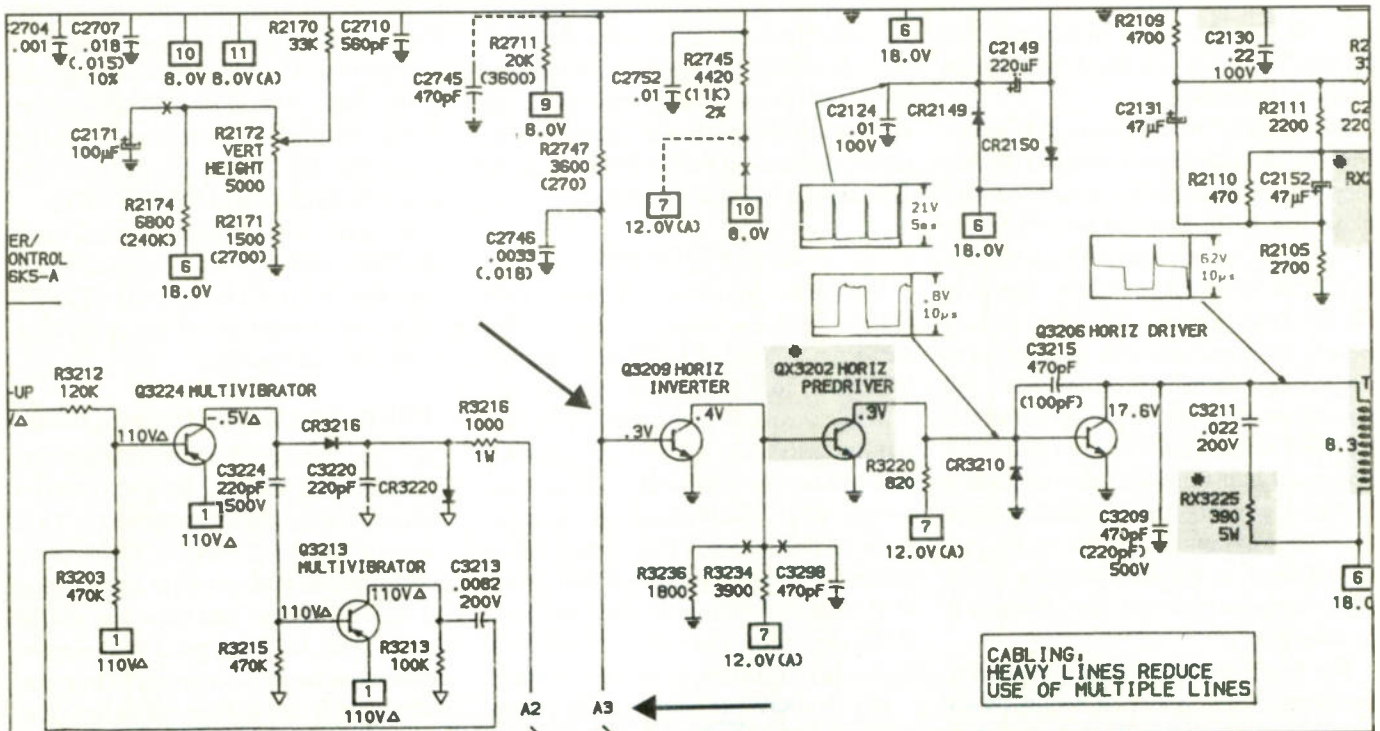 C2704
.001
C2707
.018
(.015)
10%
10
8.0V
11
8.0V(A)
R2170
33K
C2710
560pF
C2745
470pF
R2711
20K
(3600)
9
8.0V
C2752
.01
R2745
4420
(11K)
2%
6
18.0V
C2149
220µF
R2109
4700
C2130
.22
100V
C2171
100µF
R2172
VERT
HEIGHT
5000
R2747
3600
(270)
7
12.0V(A)
10
8.0V
C2124
.01
100V
CR2149
CR2150
C2131
47µF
R2111
2200
R2174
6800
(240K)
R2171
1500
(2700)
6
18.0V
C2746
.0033
(.018)
21V
5ms
6
18.0V
R2110
470
C2152
47µF
R2105
2700
ER/
ONTROL
6K5-A
.8V
10µs
62V
10µs
-UP
R3212
120K
Q3224 MULTIVIBRATOR
-.5V△
110V△
CR3216
R3216
1000
1W
C3224
220pF
500V
C3220
220pF
CR3220
1
110V△
Q3209 HORIZ
INVERTER
.3V
.4V
QX3202 HORIZ
PREDRIVER
.3V
Q3206 HORIZ DRIVER
C3215
470pF
(100pF)
17.6V
C3211
.022
200V
8.3
R3220
820
CR3210
7
12.0V(A)
C3209
470pF
(220pF)
500V
RX3225
390
5W
6
R3203
470K
1
110V△
Q3213
MULTIVIBRATOR
110V△
110V△
C3213
.0082
200V
R3215
470K
R3213
100K
1
110V△
R3236
1800
R3234
3900
C3298
470pF
7
12.0V(A)
A2
A3
CABLING:
HEAVY LINES REDUCE
USE OF MULTIPLE LINES